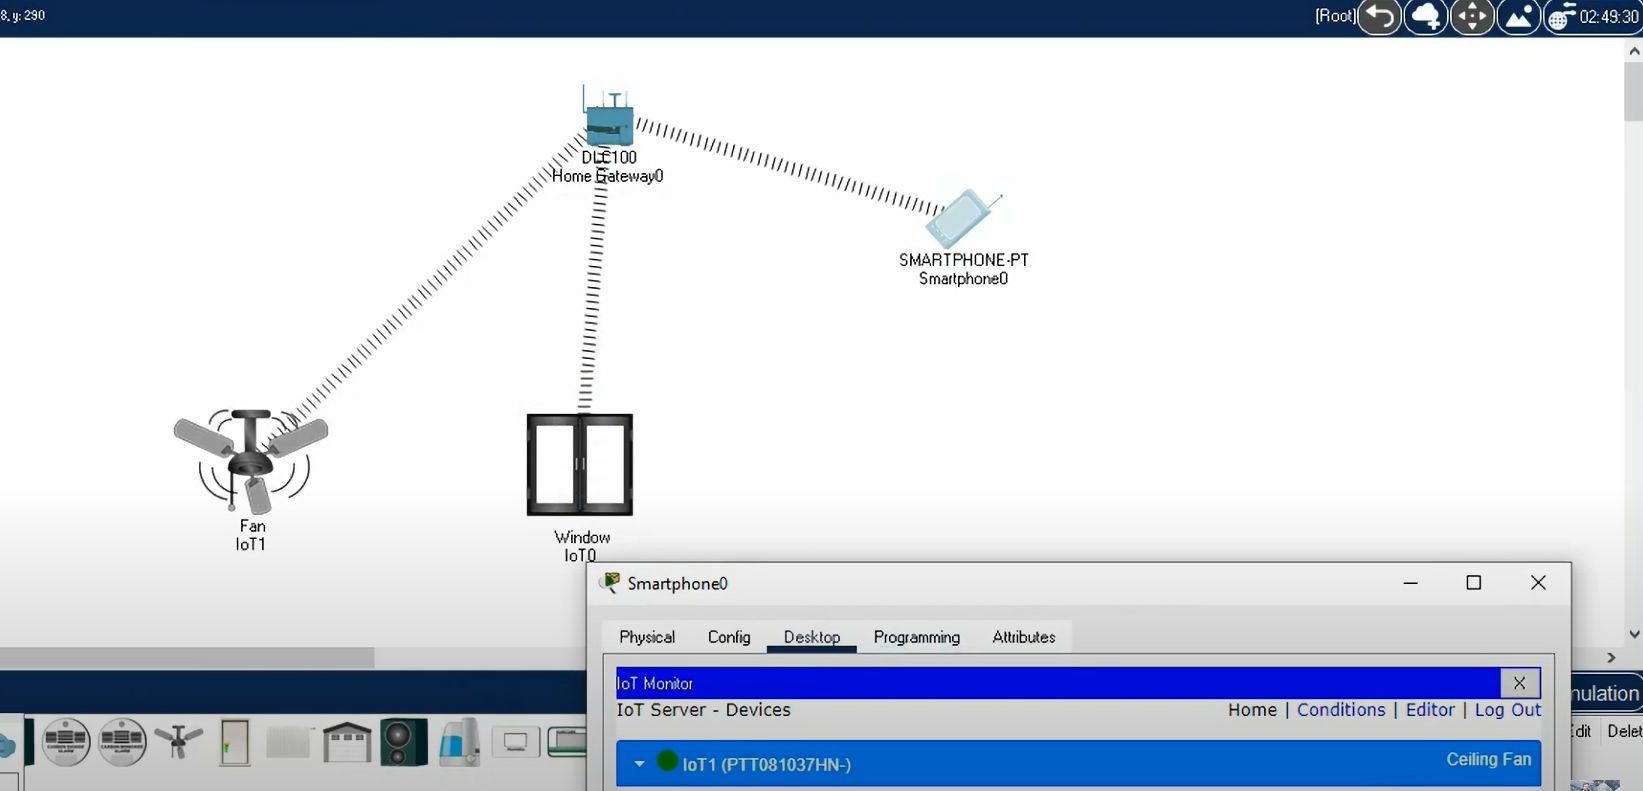 8, y: 290
[Root]
02:49:30
DLC100
Home Gateway0
SMARTPHONE-PT
Smartphone0
Fan
IoT1
Window
IoT0
Smartphone0
Physical Config Desktop Programming Attributes
IoT Monitor X
IoT Server - Devices Home | Conditions | Editor | Log Out
IoT1 (PTT081037HN-) Ceiling Fan
nulation
Edit Delet